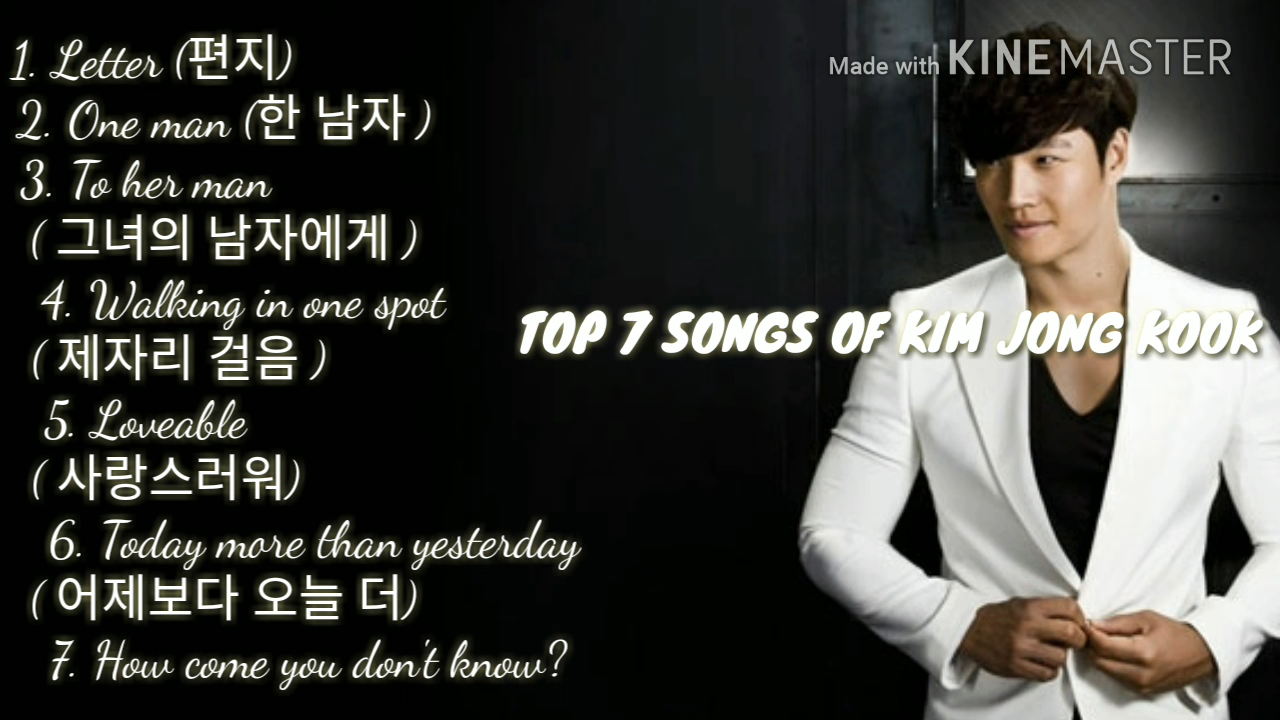 1. Letter (편지)
2. One man (한 남자 )
3. To her man
( 그녀의 남자에게 )
4. Walking in one spot
( 제자리 걸음 )
5. Loveable
( 사랑스러워)
6. Today more than yesterday
( 어제보다 오늘 더)
7. How come you don't know?
Made with KINEMASTER
TOP 7 SONGS OF KIM JONG KOOK